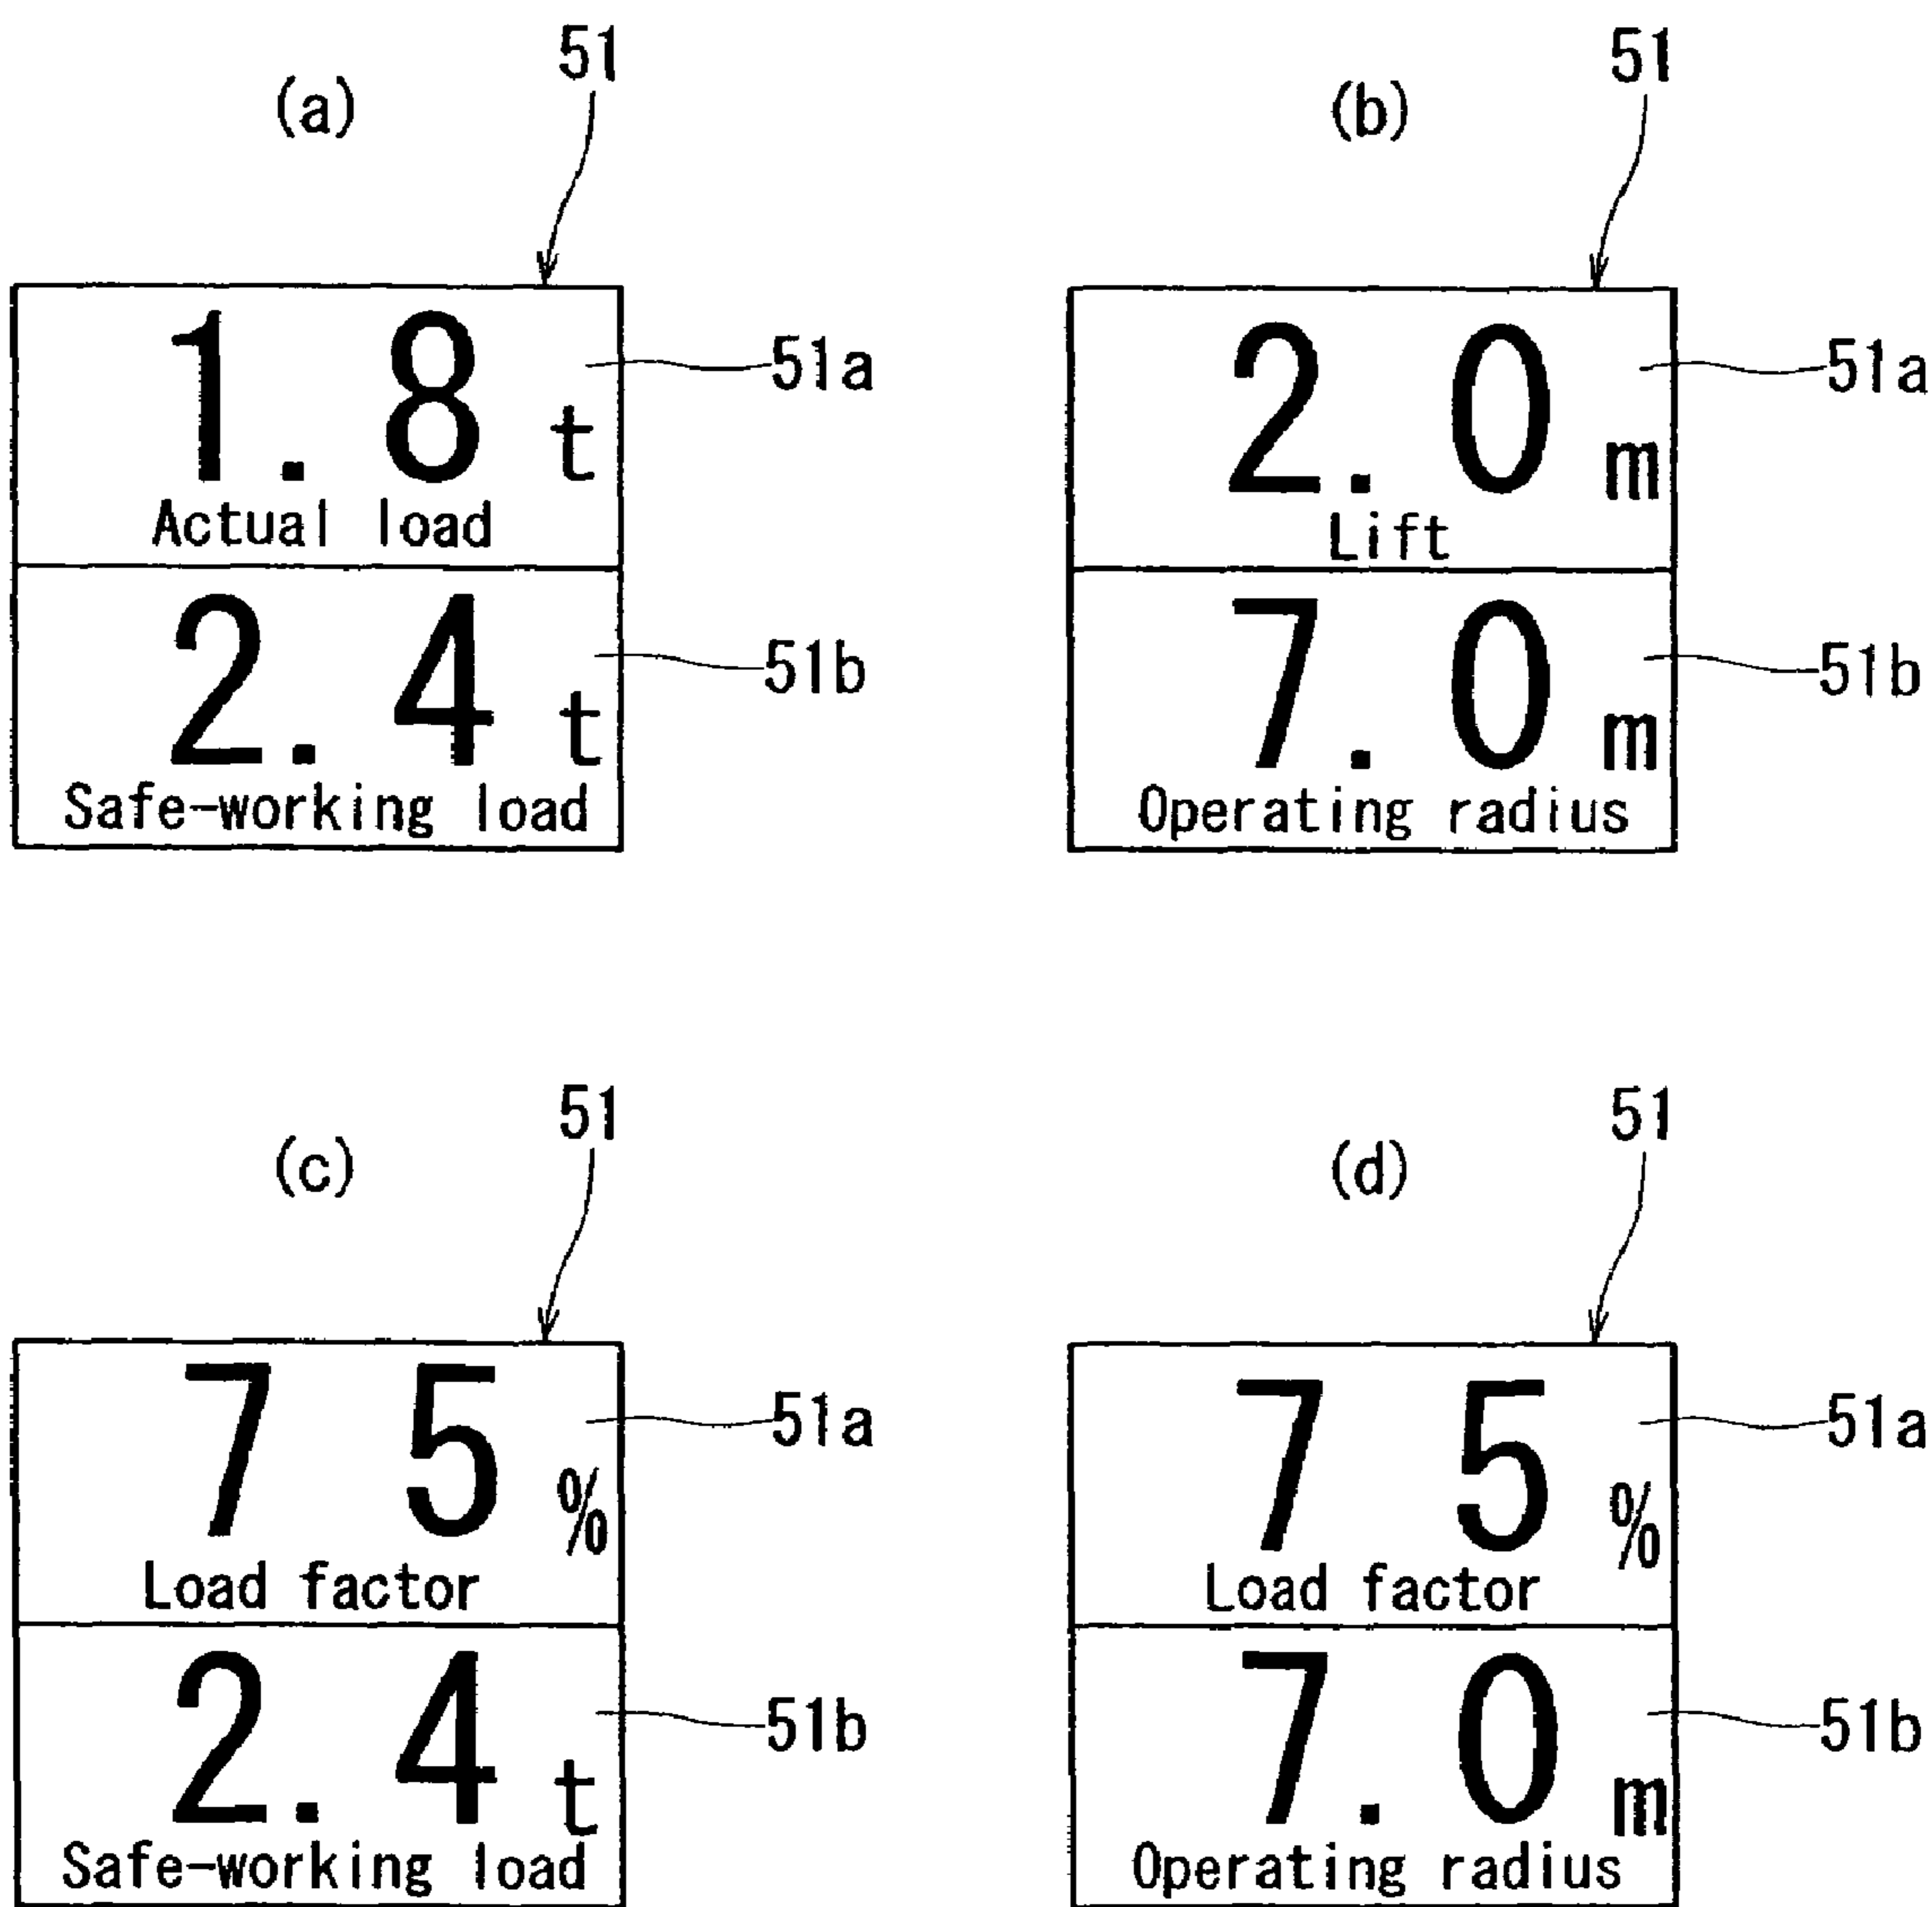 (a)
51
1.8 t
Actual load
51a
2.4 t
Safe-working load
51b
(b)
51
2.0 m
Lift
51a
7.0 m
Operating radius
51b
(c)
51
75 %
Load factor
51a
2.4 t
Safe-working load
51b
(d)
51
75 %
Load factor
51a
7.0 m
Operating radius
51b